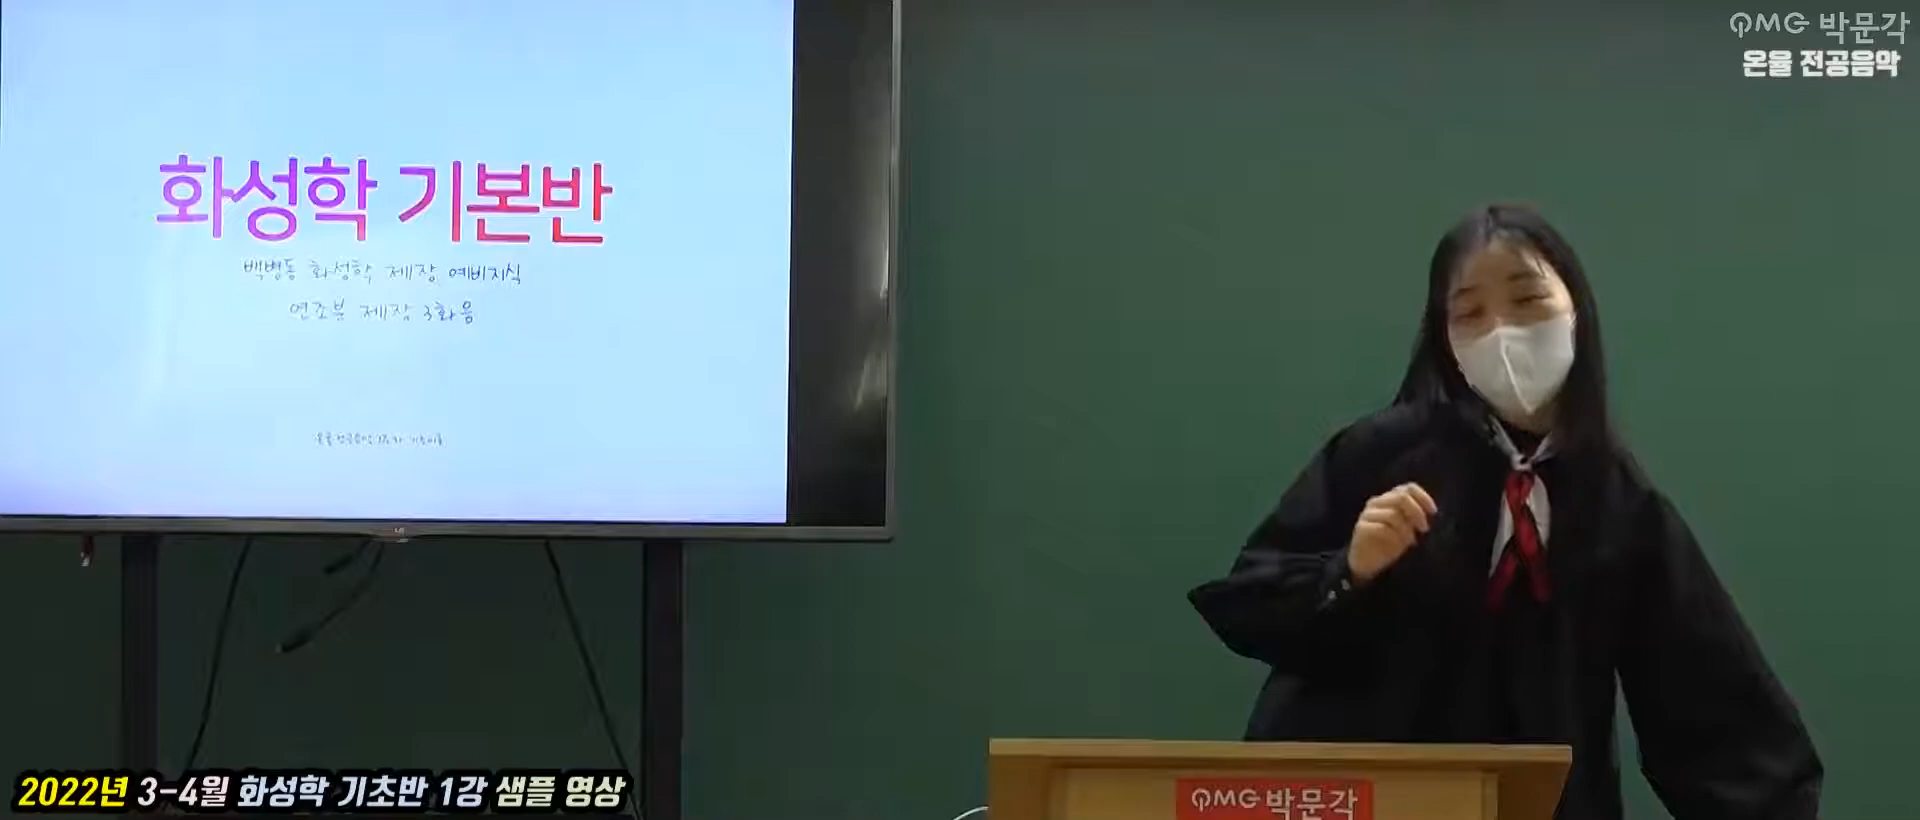 화성학 기본반
백병동 화성학 제1장 예비지식
연조분 제1장 3화음
PMG 박문각
온율 전공음악
PMG 박문각
2022년 3-4월 화성학 기초반 1강 샘플 영상